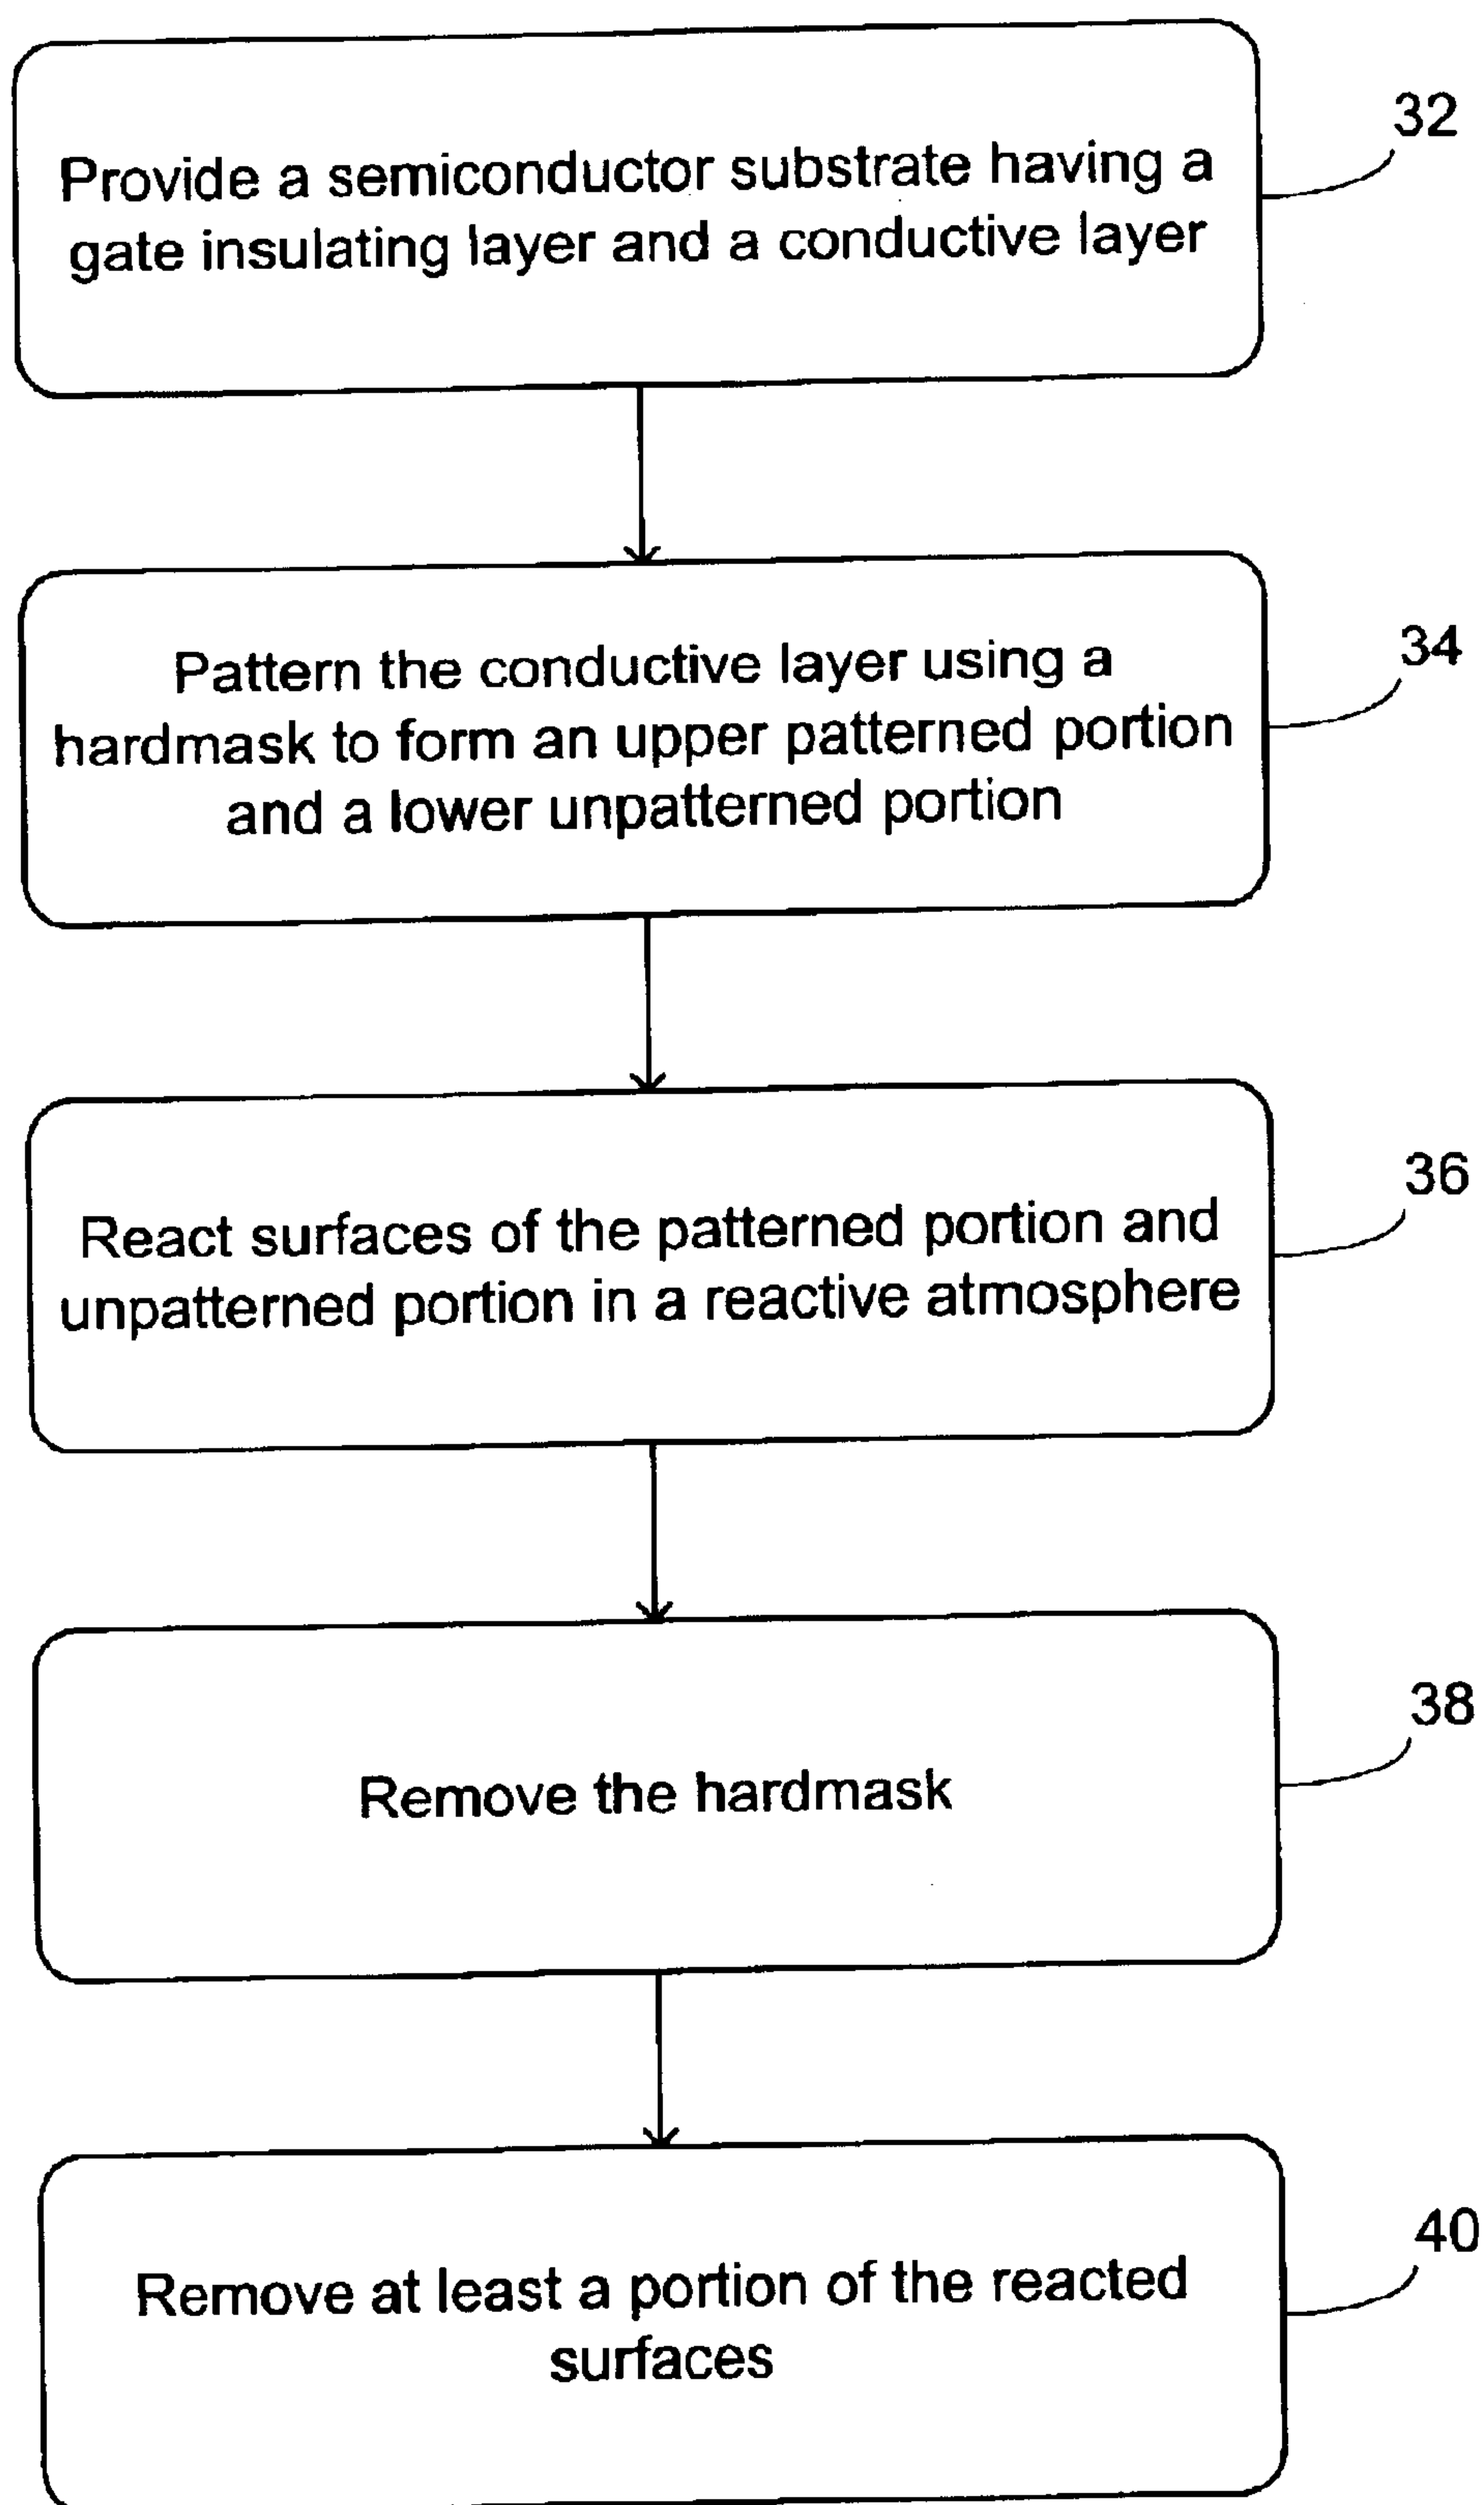 Provide a semiconductor substrate having a
gate insulating layer and a conductive layer
32
Pattern the conductive layer using a
hardmask to form an upper patterned portion
and a lower unpatterned portion
34
React surfaces of the patterned portion and
unpatterned portion in a reactive atmosphere
36
Remove the hardmask
38
Remove at least a portion of the reacted
surfaces
40